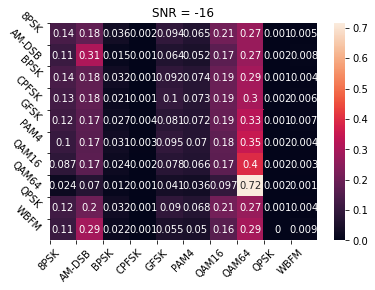 SNR = -16
8PSK 0.14 0.18 0.036 0.002 0.094 0.065 0.21 0.27 0.001 0.005
AM-DSB 0.11 0.31 0.015 0.001 0.064 0.052 0.17 0.27 0.002 0.008
BPSK 0.14 0.18 0.032 0.001 0.092 0.074 0.19 0.29 0.001 0.004
CPFSK 0.13 0.18 0.021 0.001 0.1 0.073 0.19 0.3 0.002 0.006
GFSK 0.12 0.17 0.027 0.004 0.081 0.072 0.19 0.33 0.001 0.007
PAM4 0.1 0.17 0.031 0.003 0.095 0.07 0.18 0.35 0.002 0.004
QAM16 0.087 0.17 0.024 0.002 0.078 0.066 0.17 0.4 0.002 0.003
QAM64 0.024 0.07 0.012 0.001 0.041 0.036 0.097 0.72 0.002 0.001
QPSK 0.12 0.2 0.032 0.001 0.09 0.068 0.21 0.27 0.001 0.004
WBFM 0.11 0.29 0.022 0.001 0.055 0.05 0.16 0.29 0 0.009
8PSK AM-DSB BPSK CPFSK GFSK PAM4 QAM16 QAM64 QPSK WBFM
0.7
0.6
0.5
0.4
0.3
0.2
0.1
0.0